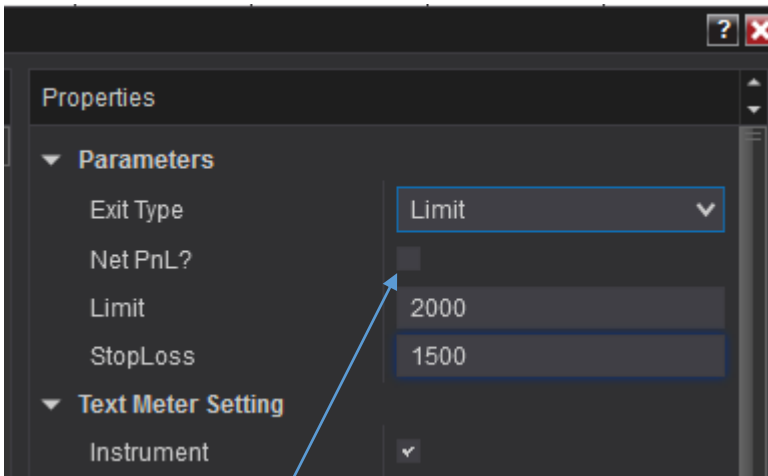 ?
Properties
Parameters
Exit Type Limit
Net PnL?
Limit 2000
StopLoss 1500
Text Meter Setting
Instrument